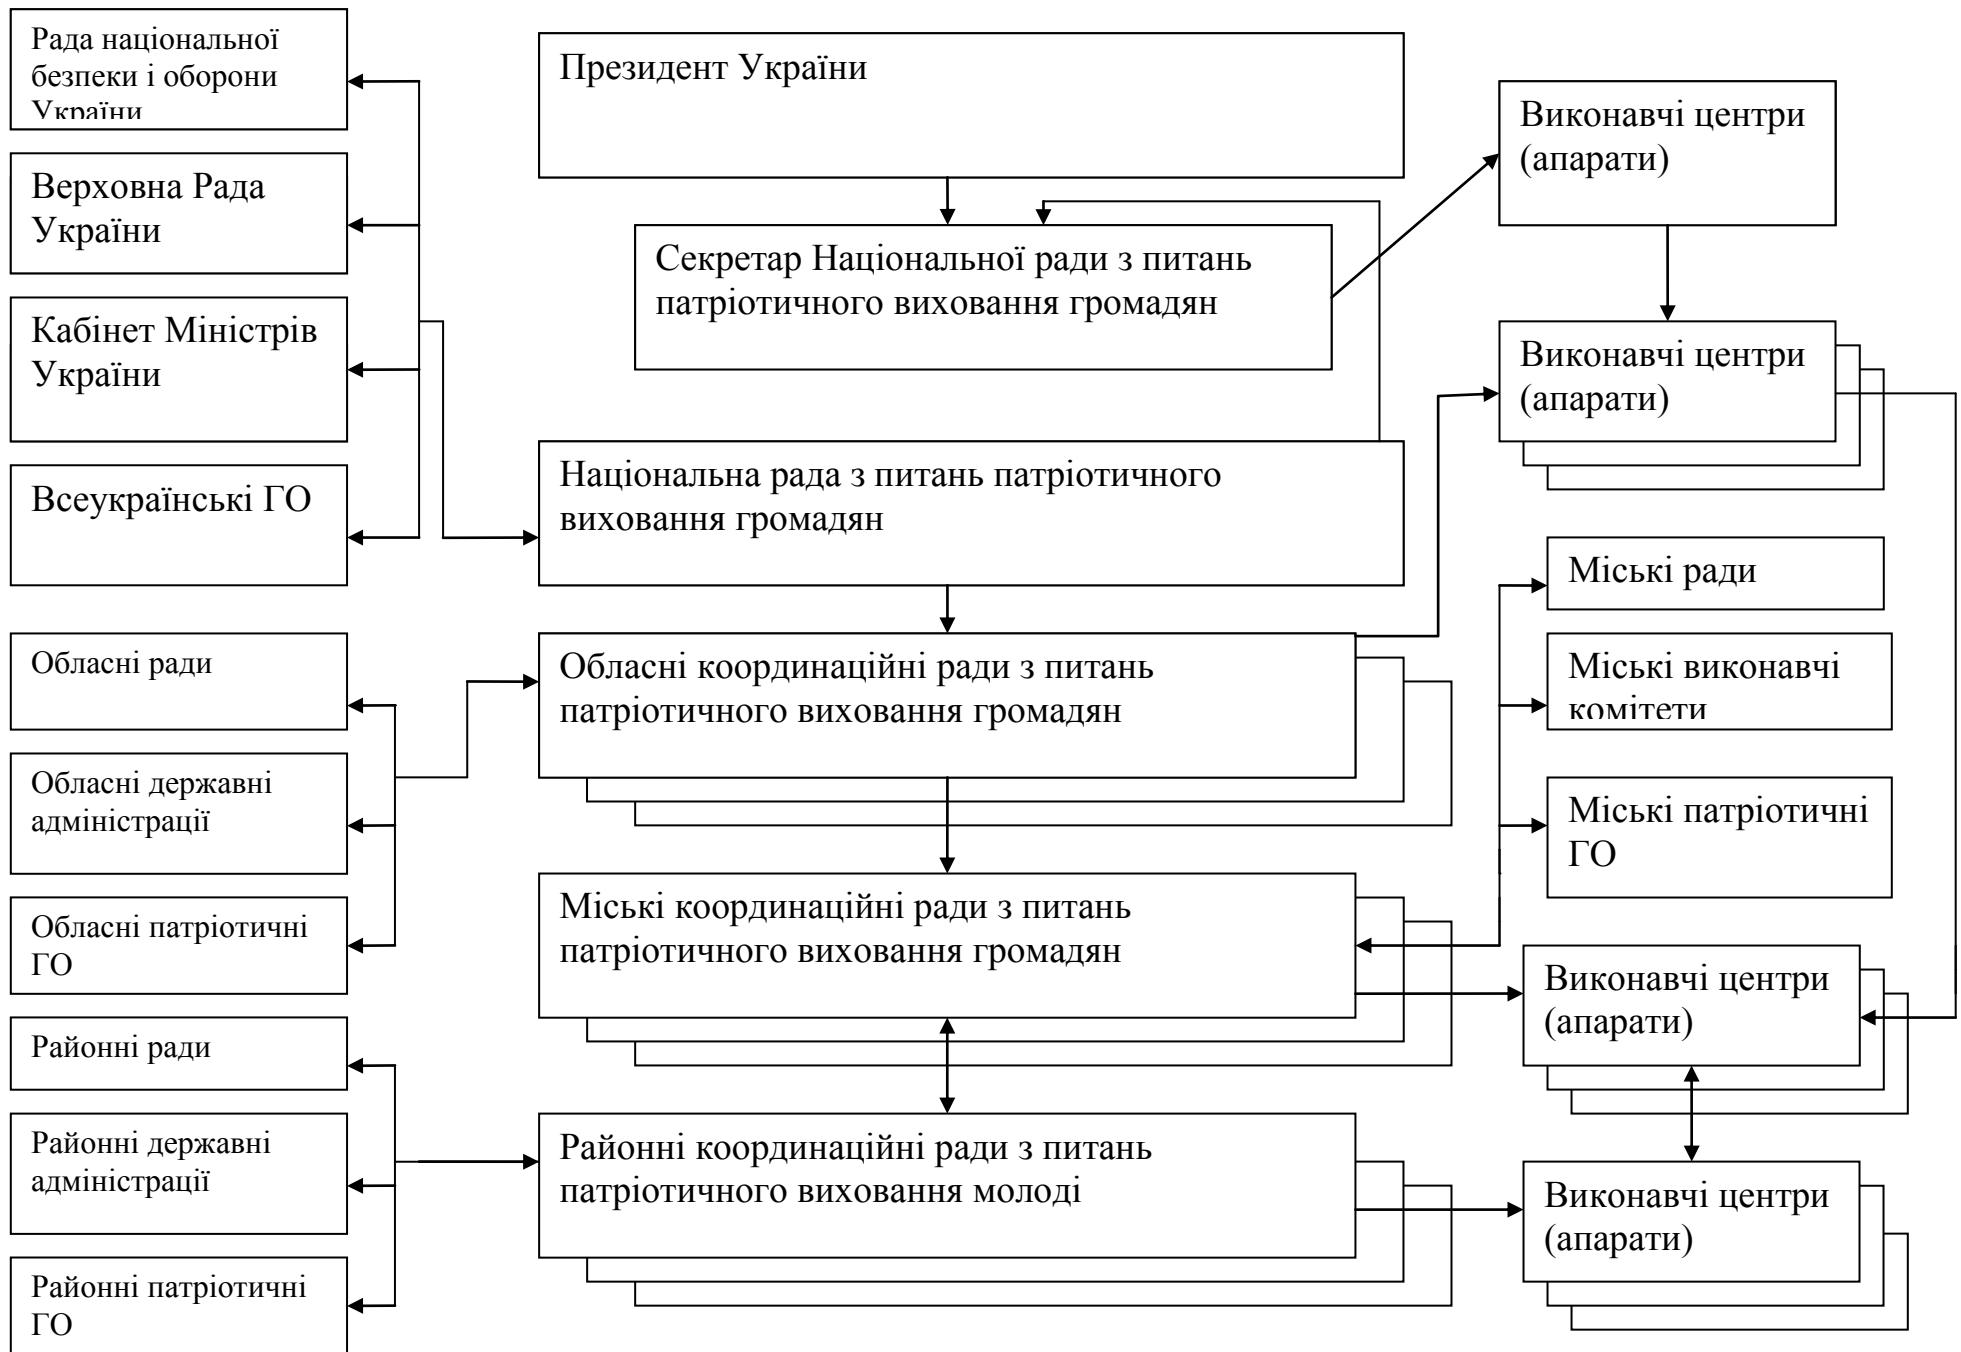 Рада національної
безпеки і оборони
України
Верховна Рада
України
Кабінет Міністрів
України
Всеукраїнські ГО
Обласні ради
Обласні державні
адміністрації
Обласні патріотичні
ГО
Районні ради
Районні державні
адміністрації
Районні патріотичні
ГО
Президент України
Секретар Національної ради з питань
патріотичного виховання громадян
Національна рада з питань патріотичного
виховання громадян
Обласні координаційні ради з питань
патріотичного виховання громадян
Міські координаційні ради з питань
патріотичного виховання громадян
Районні координаційні ради з питань
патріотичного виховання молоді
Виконавчі центри
(апарати)
Виконавчі центри
(апарати)
Міські ради
Міські виконавчі
комітети
Міські патріотичні
ГО
Виконавчі центри
(апарати)
Виконавчі центри
(апарати)